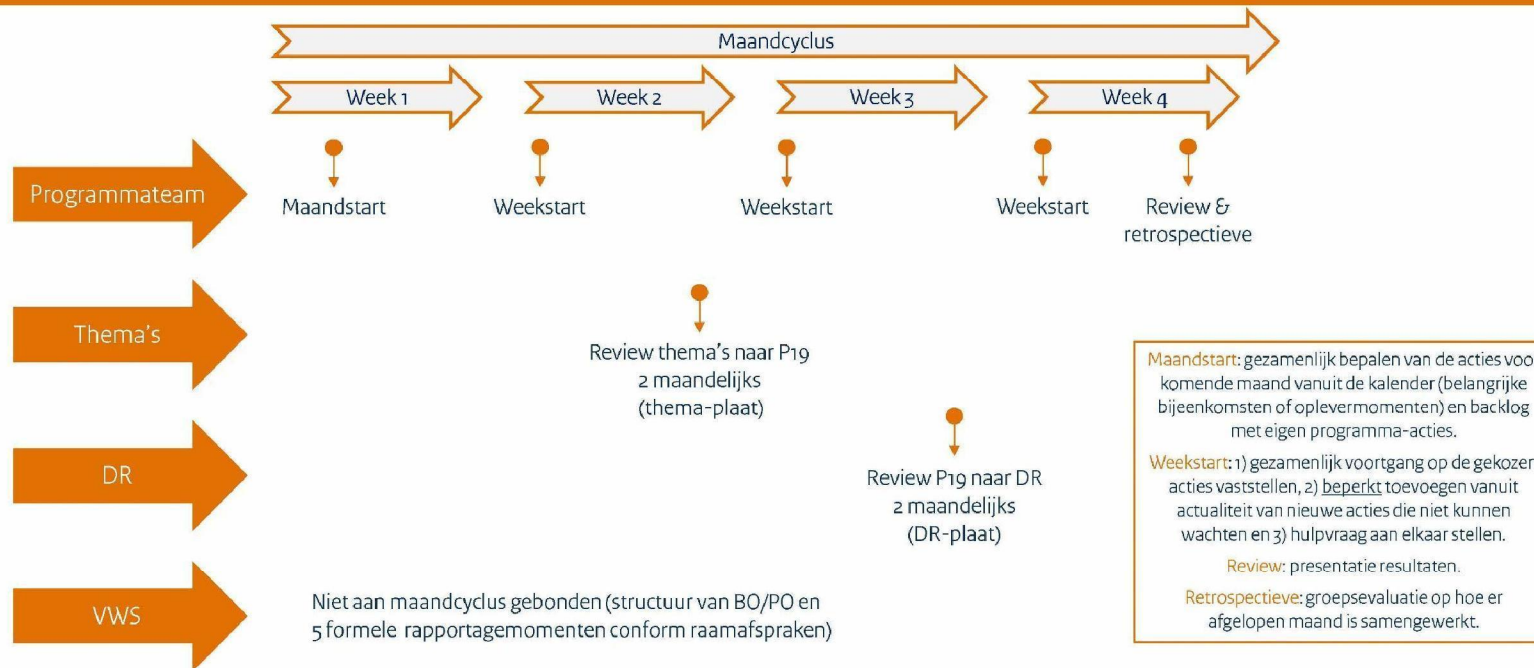 Maandcyclus
Week 1
Week 2
Week 3
Week 4
Programmateam
Maandstart
Weekstart
Weekstart
Weekstart
Review &
retrospectieve
Thema's
Review thema's naar P19
2 maandelijks
(thema-plaat)
DR
Review P19 naar DR
2 maandelijks
(DR-plaat)
VWS
Niet aan maandcyclus gebonden (structuur van BO/PO en
5 formele rapportagemomenten conform raamafspraken)
Maandstart: gezamenlijk bepalen van de acties voo
komende maand vanuit de kalender (belangrijke
bijeenkomsten of oplevermomenten) en backlog
met eigen programma-acties.
Weekstart: 1) gezamenlijk voortgang op de gekozen
acties vaststellen, 2) beperkt toevoegen vanuit
actualiteit van nieuwe acties die niet kunnen
wachten en 3) hulpvraag aan elkaar stellen.
Review: presentatie resultaten.
Retrospectieve: groepsevaluatie op hoe er
afgelopen maand is samengewerkt.